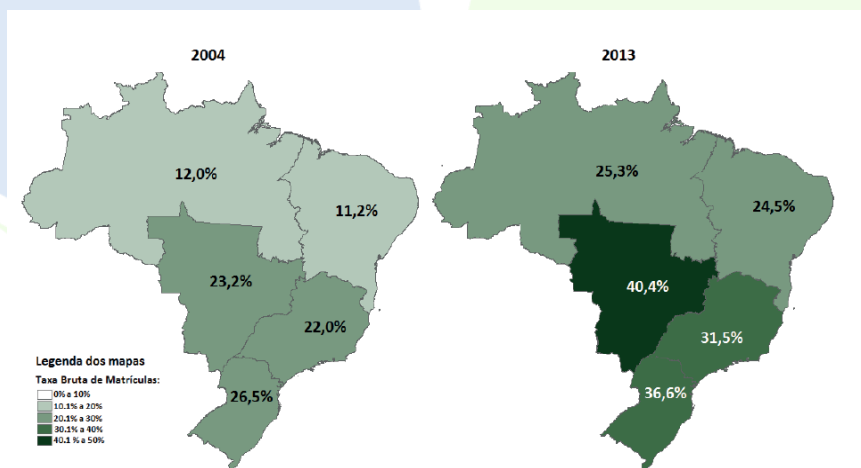 2004
12,0%
11,2%
23,2%
22,0%
26,5%
Legenda dos mapas
Taxa Bruta de Matrículas:
0% a 10%
10.1% a 20%
20.1% a 30%
30.1% a 40%
40.1 % a 50%
2013
25,3%
24,5%
40,4%
31,5%
36,6%